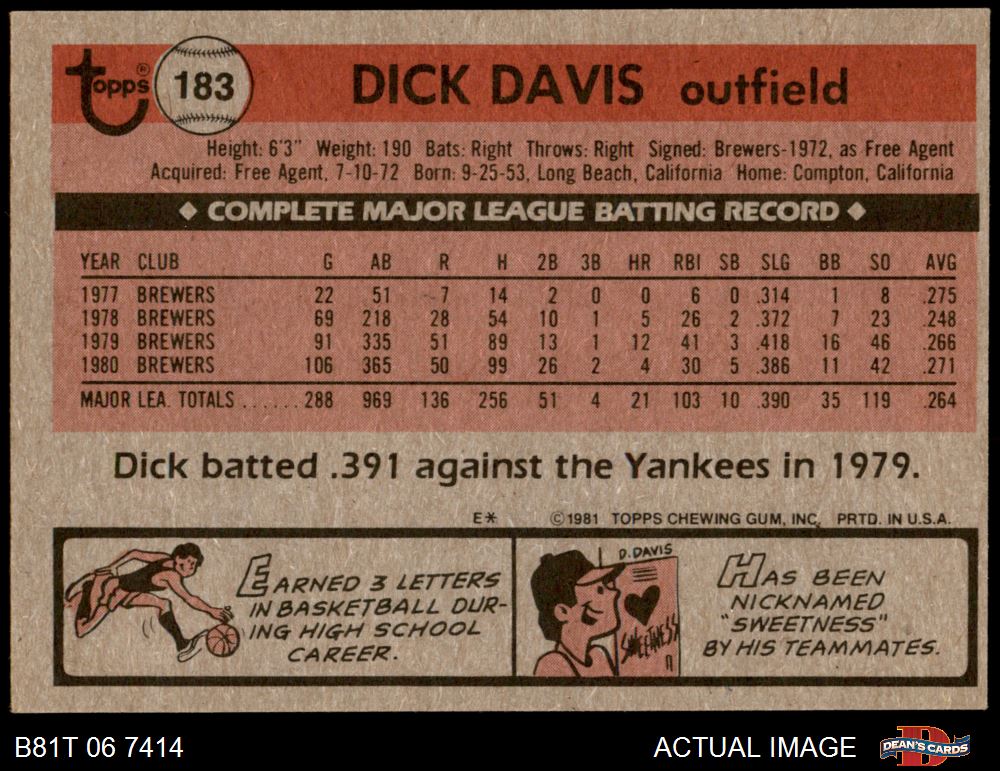 topps®
183
DICK DAVIS outfield
Height: 6'3" Weight: 190 Bats: Right Throws: Right Signed: Brewers-1972, as Free Agent
Acquired: Free Agent, 7-10-72 Born: 9-25-53, Long Beach, California Home: Compton, California
◆ COMPLETE MAJOR LEAGUE BATTING RECORD ◆
YEAR CLUB G AB R H 2B 3B HR RBI SB SLG BB SO AVG
1977 BREWERS 22 51 7 14 2 0 0 6 0 .314 1 8 .275
1978 BREWERS 69 218 28 54 10 1 5 26 2 .372 7 23 .248
1979 BREWERS 91 335 51 89 13 1 12 41 3 .418 16 46 .266
1980 BREWERS 106 365 50 99 26 2 4 30 5 .386 11 42 .271
MAJOR LEA. TOTALS ...... 288 969 136 256 51 4 21 103 10 .390 35 119 .264
Dick batted .391 against the Yankees in 1979.
E* ©1981 TOPPS CHEWING GUM, INC. PRTD. IN U.S.A.
EARNED 3 LETTERS
IN BASKETBALL DUR-
ING HIGH SCHOOL
CAREER.
D. DAVIS
SWEETNESS
HAS BEEN
NICKNAMED
"SWEETNESS"
BY HIS TEAMMATES.
B81T 06 7414
ACTUAL IMAGE
DEAN'S CARDS